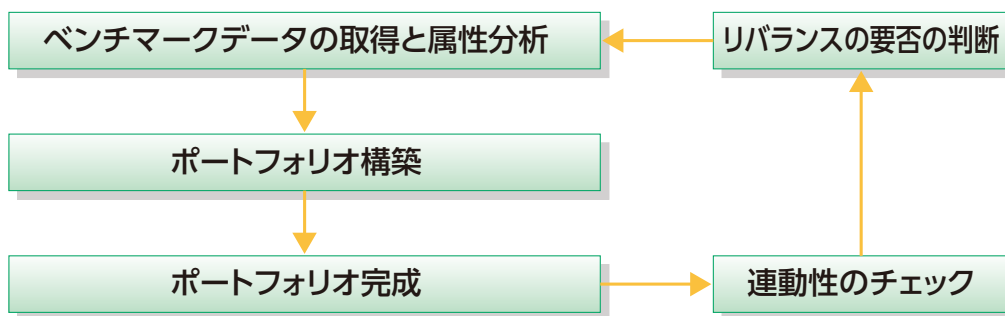 ベンチマークデータの取得と属性分析
リバランスの要否の判断
ポートフォリオ構築
ポートフォリオ完成
連動性のチェック